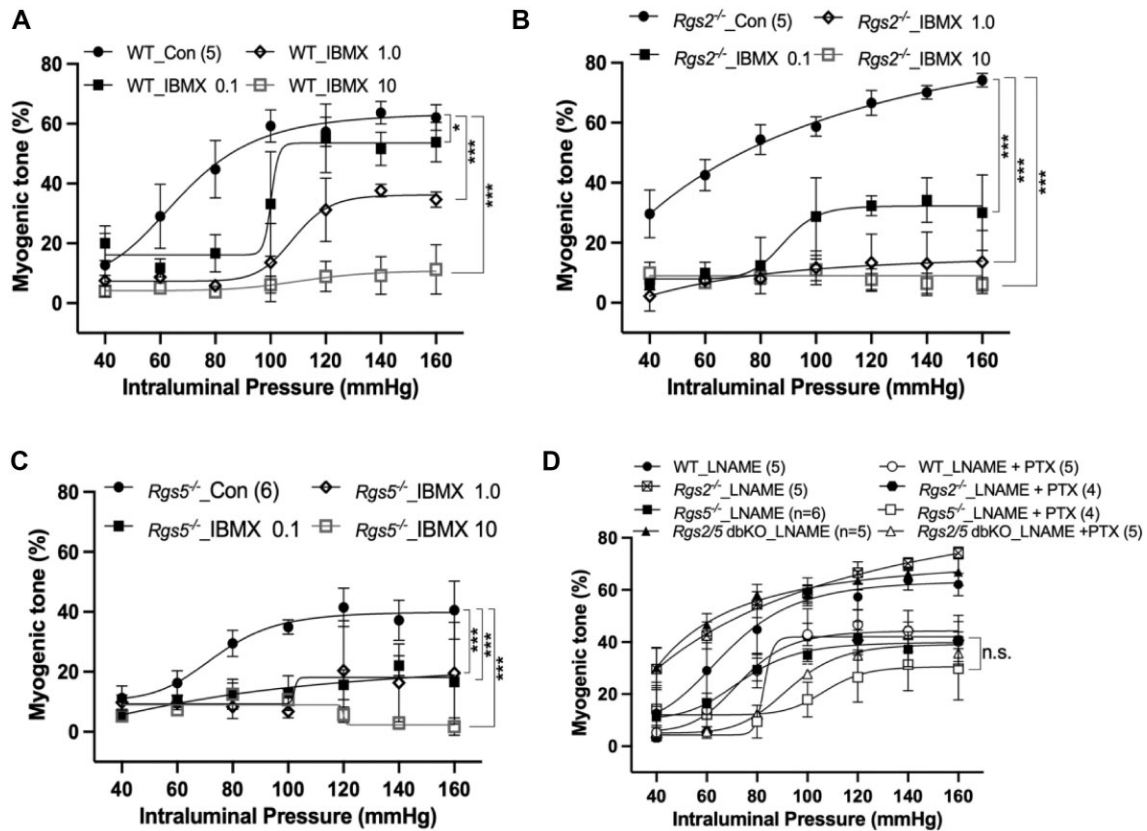 A
WT_Con (5) WT_IBMX 1.0
WT_IBMX 0.1 WT_IBMX 10
Myogenic tone (%)
80
60
40
20
0
*
***
***
40 60 80 100 120 140 160
Intraluminal Pressure (mmHg)
B
Rgs2-/-_Con (5) Rgs2-/-_IBMX 1.0
Rgs2-/-_IBMX 0.1 Rgs2-/-_IBMX 10
Myogenic tone (%)
80
60
40
20
0
***
***
***
40 60 80 100 120 140 160
Intraluminal Pressure (mmHg)
C
Rgs5-/-_Con (6) Rgs5-/-_IBMX 1.0
Rgs5-/-_IBMX 0.1 Rgs5-/-_IBMX 10
Myogenic tone (%)
80
60
40
20
0
***
***
***
40 60 80 100 120 140 160
Intraluminal Pressure (mmHg)
D
WT_LNAME (5) WT_LNAME + PTX (5)
Rgs2-/-_LNAME (5) Rgs2-/-_LNAME + PTX (4)
Rgs5-/-_LNAME (n=6) Rgs5-/-_LNAME + PTX (4)
Rgs2/5 dbKO_LNAME (n=5) Rgs2/5 dbKO_LNAME +PTX (5)
Myogenic tone (%)
80
60
40
20
0
n.s.
40 60 80 100 120 140 160
Intraluminal Pressure (mmHg)